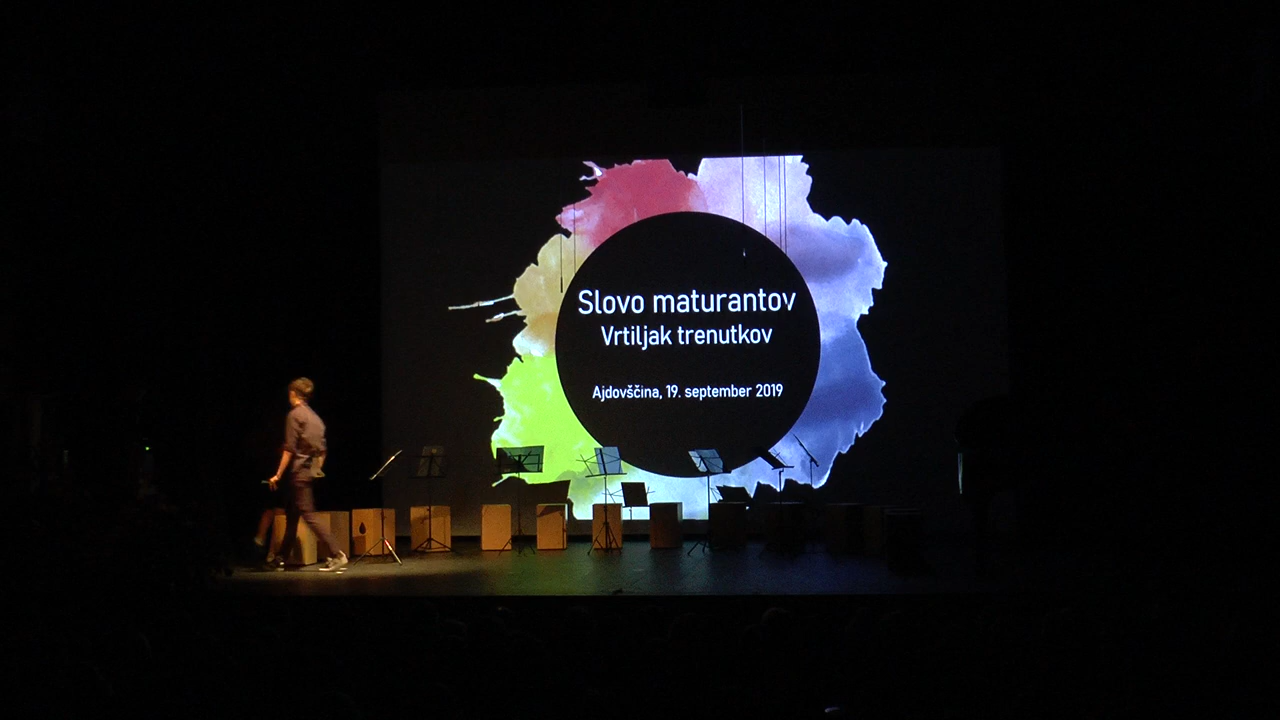 Slovo maturantov
Vrtiljak trenutkov
Ajdovščina, 19. september 2019